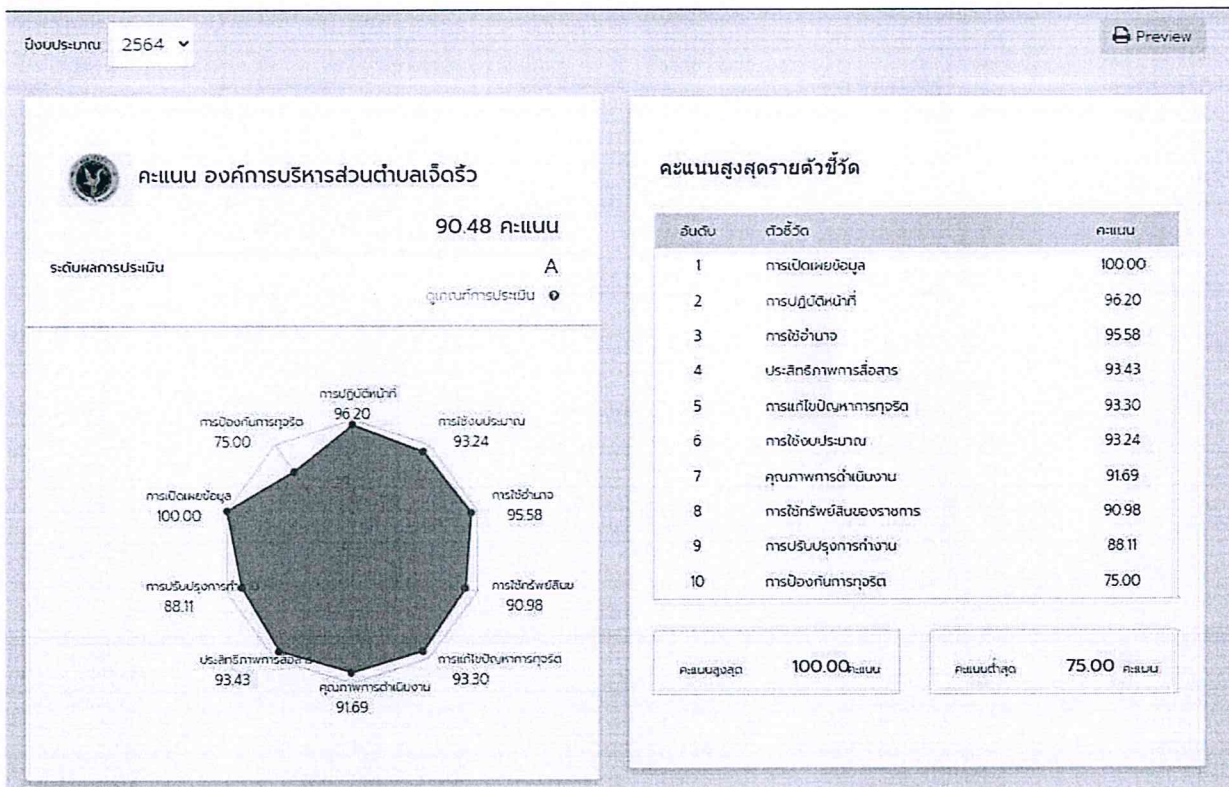 ปีงบประมาณ 2564
Preview
คะแนน องค์การบริหารส่วนตำบลเจ็ดริ้ว
90.48 คะแนน
ระดับผลการประเมิน A
ดูเกณฑ์การประเมิน
การปฏิบัติหน้าที่
96.20
การใช้งบประมาณ
93.24
การใช้อำนาจ
95.58
การใช้ทรัพย์สินข
90.98
การแก้ไขปัญหาการทุจริต
93.30
คุณภาพการดำเนินงาน
91.69
ประสิทธิภาพการสื่อสาร
93.43
การปรับปรุงการทำ
88.11
การเปิดเผยข้อมูล
100.00
การป้องกันการทุจริต
75.00
คะแนนสูงสุดรายตัวชี้วัด
อันดับ ตัวชี้วัด คะแนน
1 การเปิดเผยข้อมูล 100.00
2 การปฏิบัติหน้าที่ 96.20
3 การใช้อำนาจ 95.58
4 ประสิทธิภาพการสื่อสาร 93.43
5 การแก้ไขปัญหาการทุจริต 93.30
6 การใช้งบประมาณ 93.24
7 คุณภาพการดำเนินงาน 91.69
8 การใช้ทรัพย์สินของราชการ 90.98
9 การปรับปรุงการทำงาน 88.11
10 การป้องกันการทุจริต 75.00
คะแนนสูงสุด 100.00 คะแนน
คะแนนต่ำสุด 75.00 คะแนน